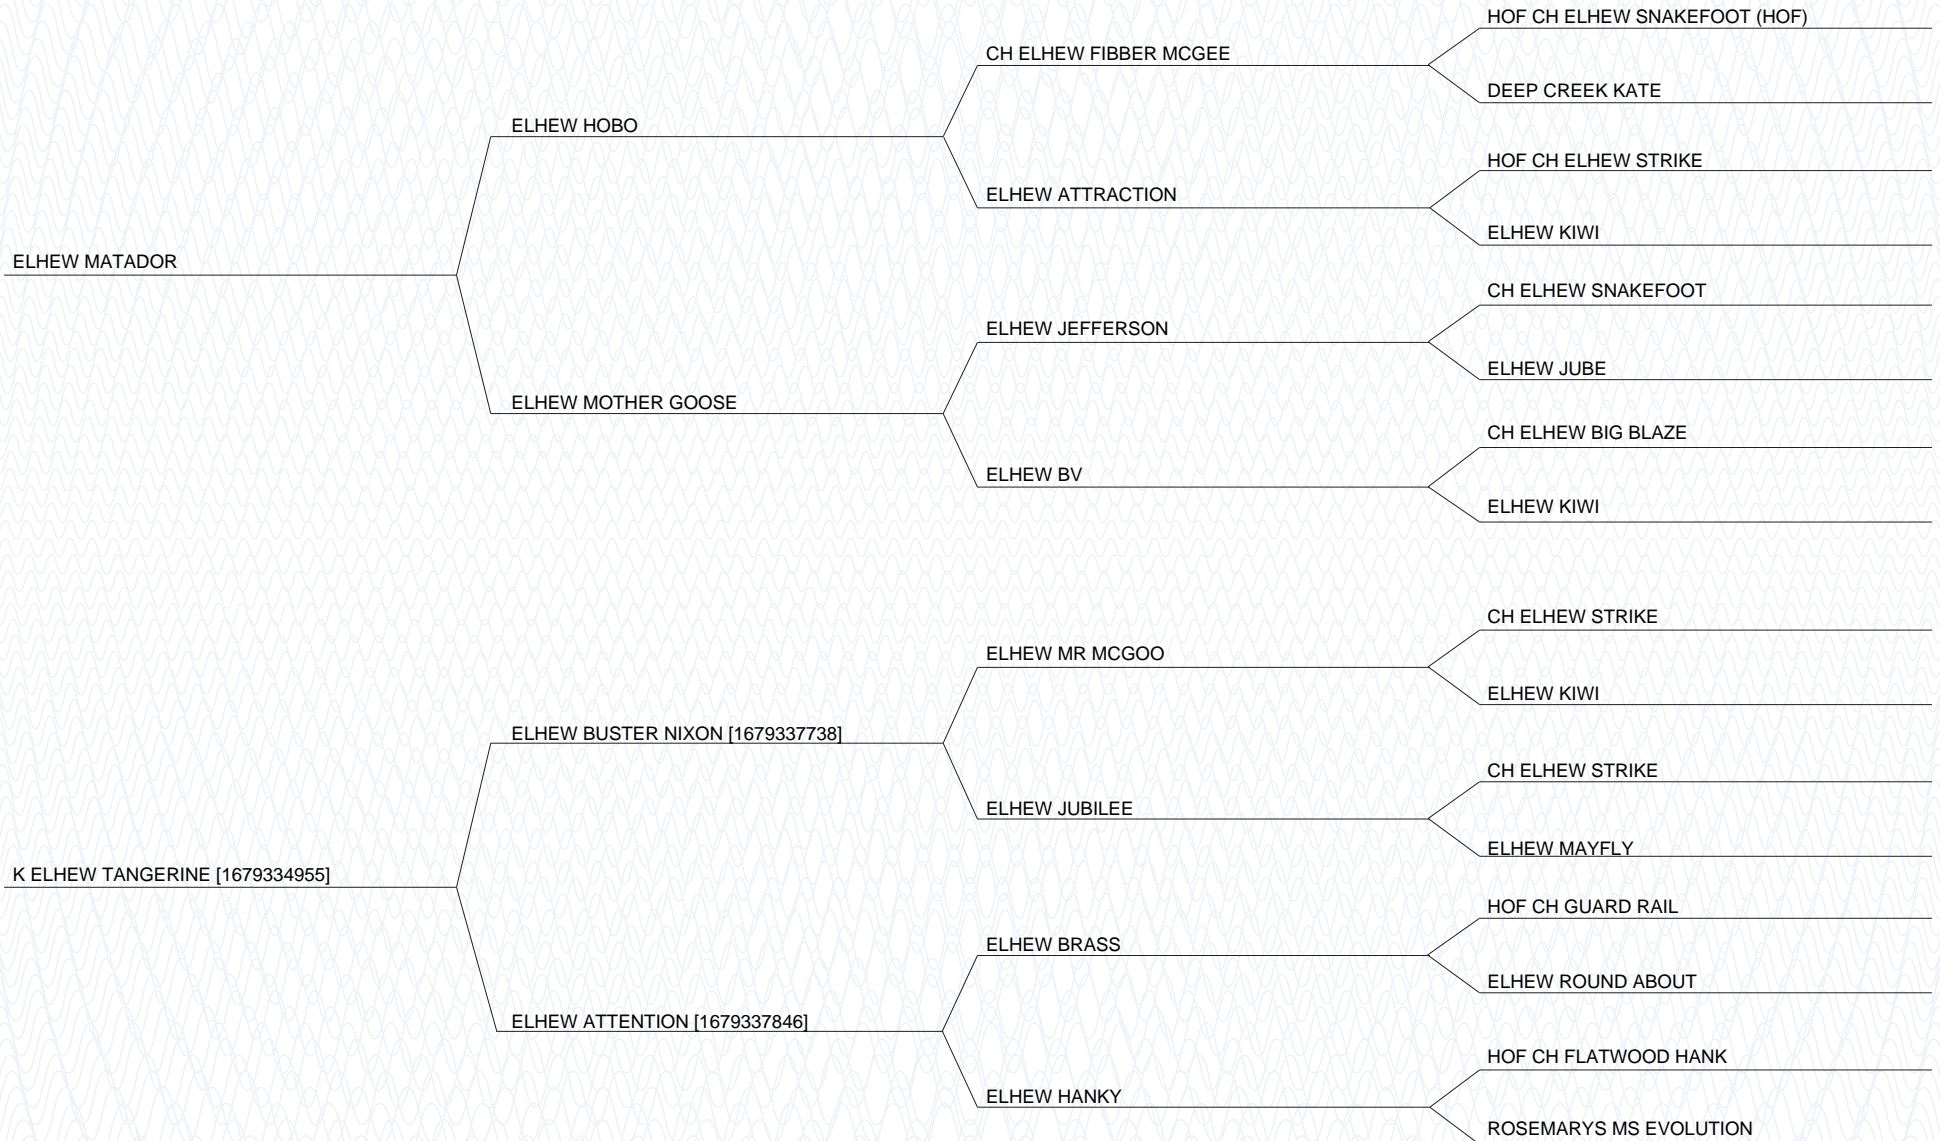 HOF CH ELHEW SNAKEFOOT (HOF)
CH ELHEW FIBBER MCGEE
DEEP CREEK KATE
ELHEW HOBO
HOF CH ELHEW STRIKE
ELHEW ATTRACTION
ELHEW KIWI
ELHEW MATADOR
CH ELHEW SNAKEFOOT
ELHEW JEFFERSON
ELHEW JUBE
ELHEW MOTHER GOOSE
CH ELHEW BIG BLAZE
ELHEW BV
ELHEW KIWI
CH ELHEW STRIKE
ELHEW MR MCGOO
ELHEW KIWI
ELHEW BUSTER NIXON [1679337738]
CH ELHEW STRIKE
ELHEW JUBILEE
ELHEW MAYFLY
K ELHEW TANGERINE [1679334955]
HOF CH GUARD RAIL
ELHEW BRASS
ELHEW ROUND ABOUT
ELHEW ATTENTION [1679337846]
HOF CH FLATWOOD HANK
ELHEW HANKY
ROSEMARYS MS EVOLUTION